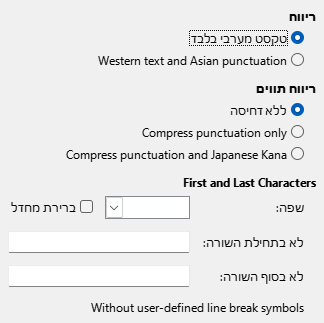 ריווח
טקסט מערבי בלבד
Western text and Asian punctuation
ריווח תווים
ללא דחיסה
Compress punctuation only
Compress punctuation and Japanese Kana
First and Last Characters
שפה: ברירת מחדל
לא בתחילת השורה:
לא בסוף השורה:
Without user-defined line break symbols